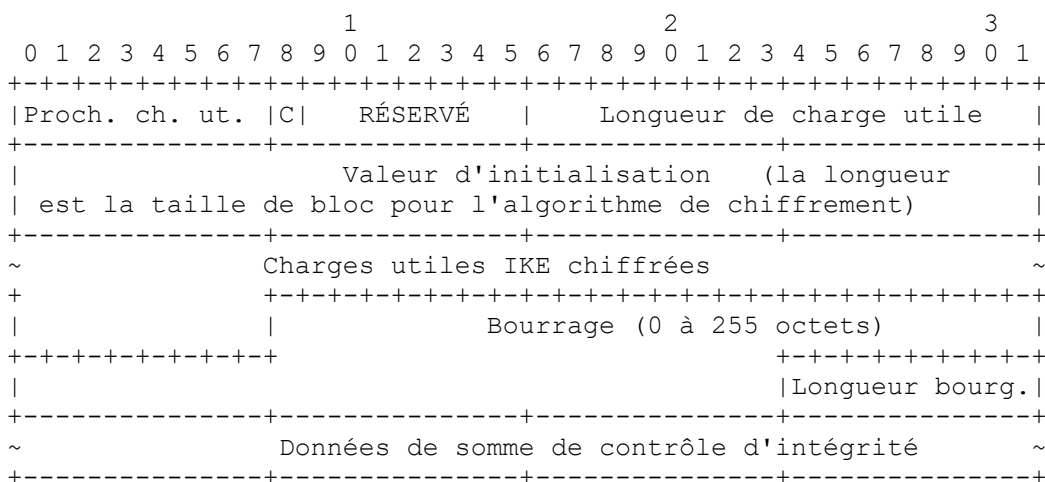 1                   2                   3
 0 1 2 3 4 5 6 7 8 9 0 1 2 3 4 5 6 7 8 9 0 1 2 3 4 5 6 7 8 9 0 1
+-+-+-+-+-+-+-+-+-+-+-+-+-+-+-+-+-+-+-+-+-+-+-+-+-+-+-+-+-+-+-+-+
|Proch. ch. ut. |C|   RÉSERVÉ   |    Longueur de charge utile   |
+---------------+---------------+---------------+---------------+
|                    Valeur d'initialisation   (la longueur     |
| est la taille de bloc pour l'algorithme de chiffrement)       |
+---------------+---------------+---------------+---------------+
~               Charges utiles IKE chiffrées                    ~
+               +-+-+-+-+-+-+-+-+-+-+-+-+-+-+-+-+-+-+-+-+-+-+-+-+
|               |             Bourrage (0 à 255 octets)         |
+-+-+-+-+-+-+-+-+                               +-+-+-+-+-+-+-+-+
|                                               |Longueur bourg.|
+---------------+---------------+---------------+---------------+
~                Données de somme de contrôle d'intégrité       ~
+---------------+---------------+---------------+---------------+